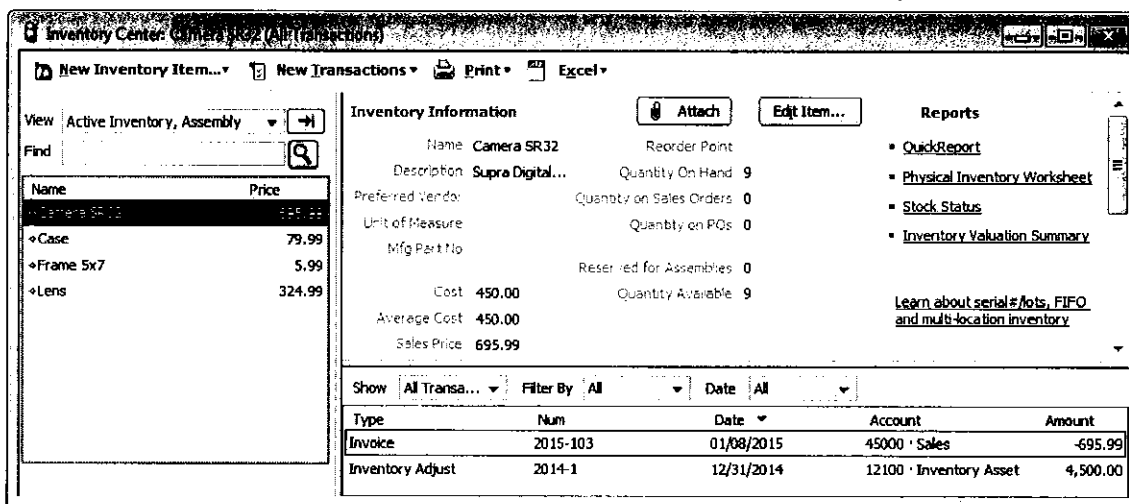 Inventory Center: Camera SR32 (All Transactions)
New Inventory Item... New Transactions Print Excel
View Active Inventory, Assembly
Find
Name Price
Camera SR32 695.99
Case 79.99
Frame 5x7 5.99
Lens 324.99
Inventory Information Attach Edit Item...
Name Camera SR32 Reorder Point
Description Supra Digital... Quantity On Hand 9
Preferred Vendor Quantity on Sales Orders 0
Unit of Measure Quantity on POs 0
Mfg Part No
Reserved for Assemblies 0
Cost 450.00 Quantity Available 9
Average Cost 450.00
Sales Price 695.99
Reports
QuickReport
Physical Inventory Worksheet
Stock Status
Inventory Valuation Summary
Learn about serial #/lots, FIFO
and multi-location inventory
Show All Transa... Filter By All Date All
Type Num Date Account Amount
Invoice 2015-103 01/08/2015 45000 · Sales -695.99
Inventory Adjust 2014-1 12/31/2014 12100 · Inventory Asset 4,500.00